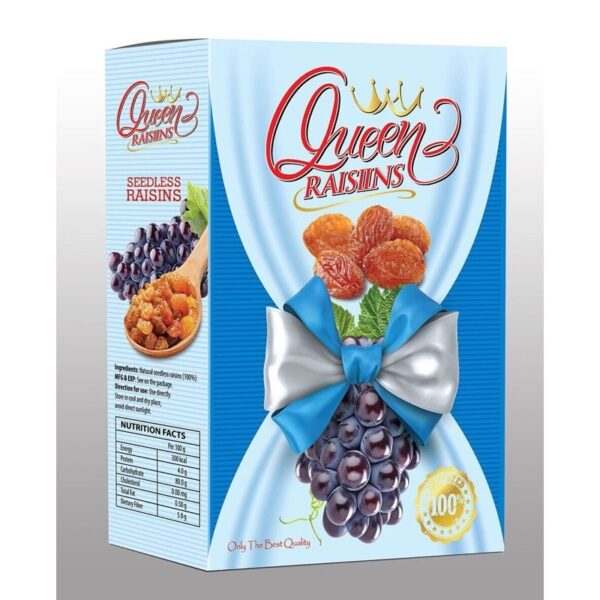 Queen
RAISIINS
SEEDLESS
RAISINS
Ingredients: Natural seedless raisins (100%).
MFG & EXP: See on the package.
Direction for use: Use directly.
Store in cool and dry place,
avoid direct sunlight.
NUTRITION FACTS
Per 100 g
Energy 300 kcal
Protein 4.0 g
Carbohydrate 80.0 g
Cholesterol 0.00 mg
Total Fat 0.50 g
Dietary Fiber 5.0 g
Queen
RAISIINS
100%
Only The Best Quality